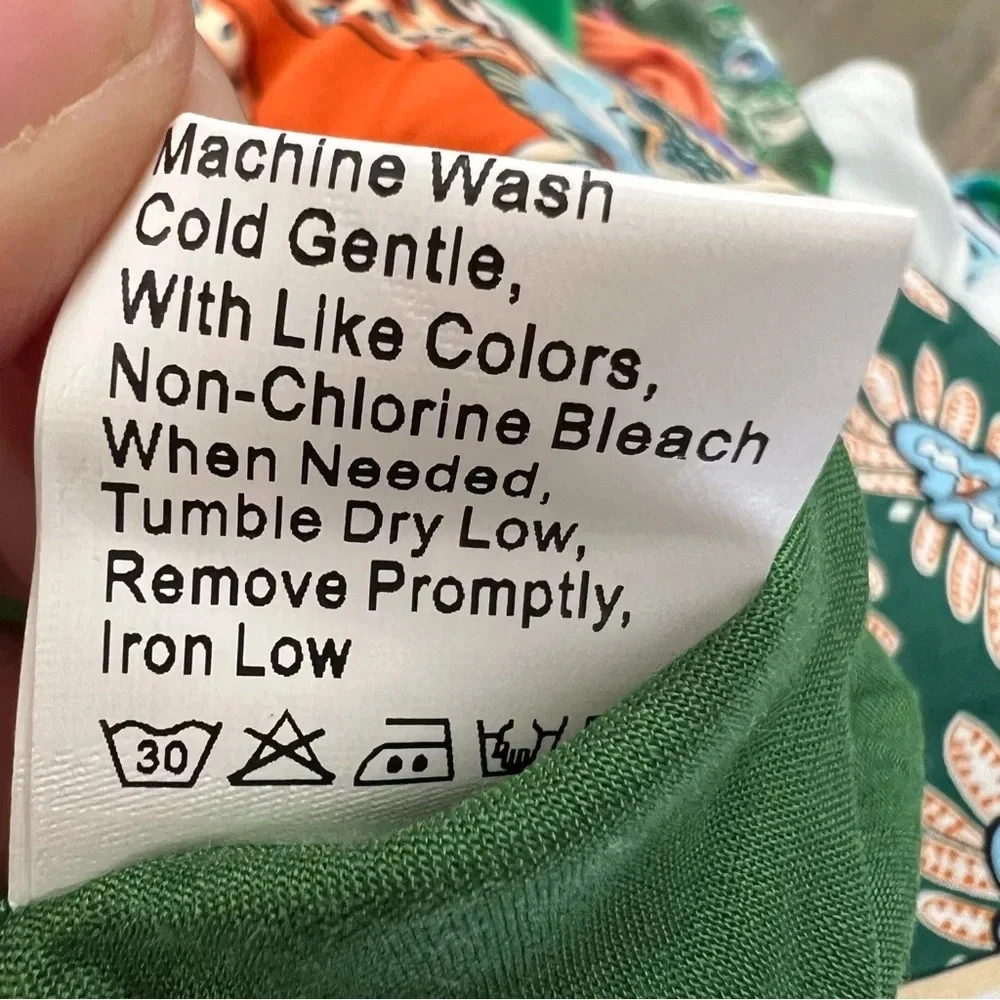 Machine Wash
Cold Gentle,
With Like Colors,
Non-Chlorine Bleach
When Needed,
Tumble Dry Low,
Remove Promptly,
Iron Low
30